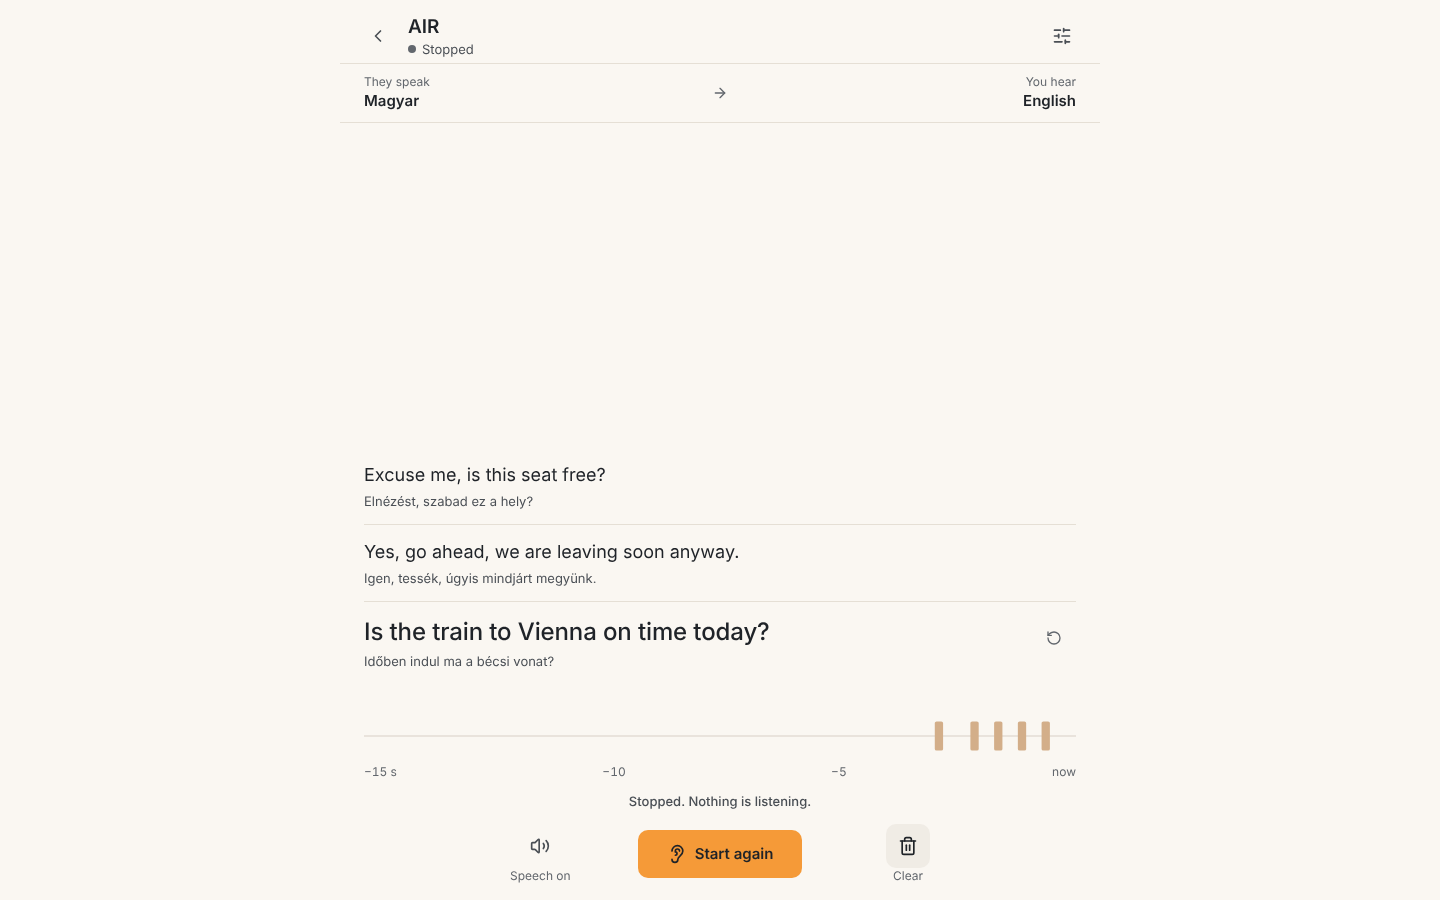 AIR
Stopped
They speak
Magyar
You hear
English
Excuse me, is this seat free?
Elnézést, szabad ez a hely?
Yes, go ahead, we are leaving soon anyway.
Igen, tessék, úgyis mindjárt megyünk.
Is the train to Vienna on time today?
Időben indul ma a bécsi vonat?
−15 s
−10
−5
now
Stopped. Nothing is listening.
Speech on
Start again
Clear